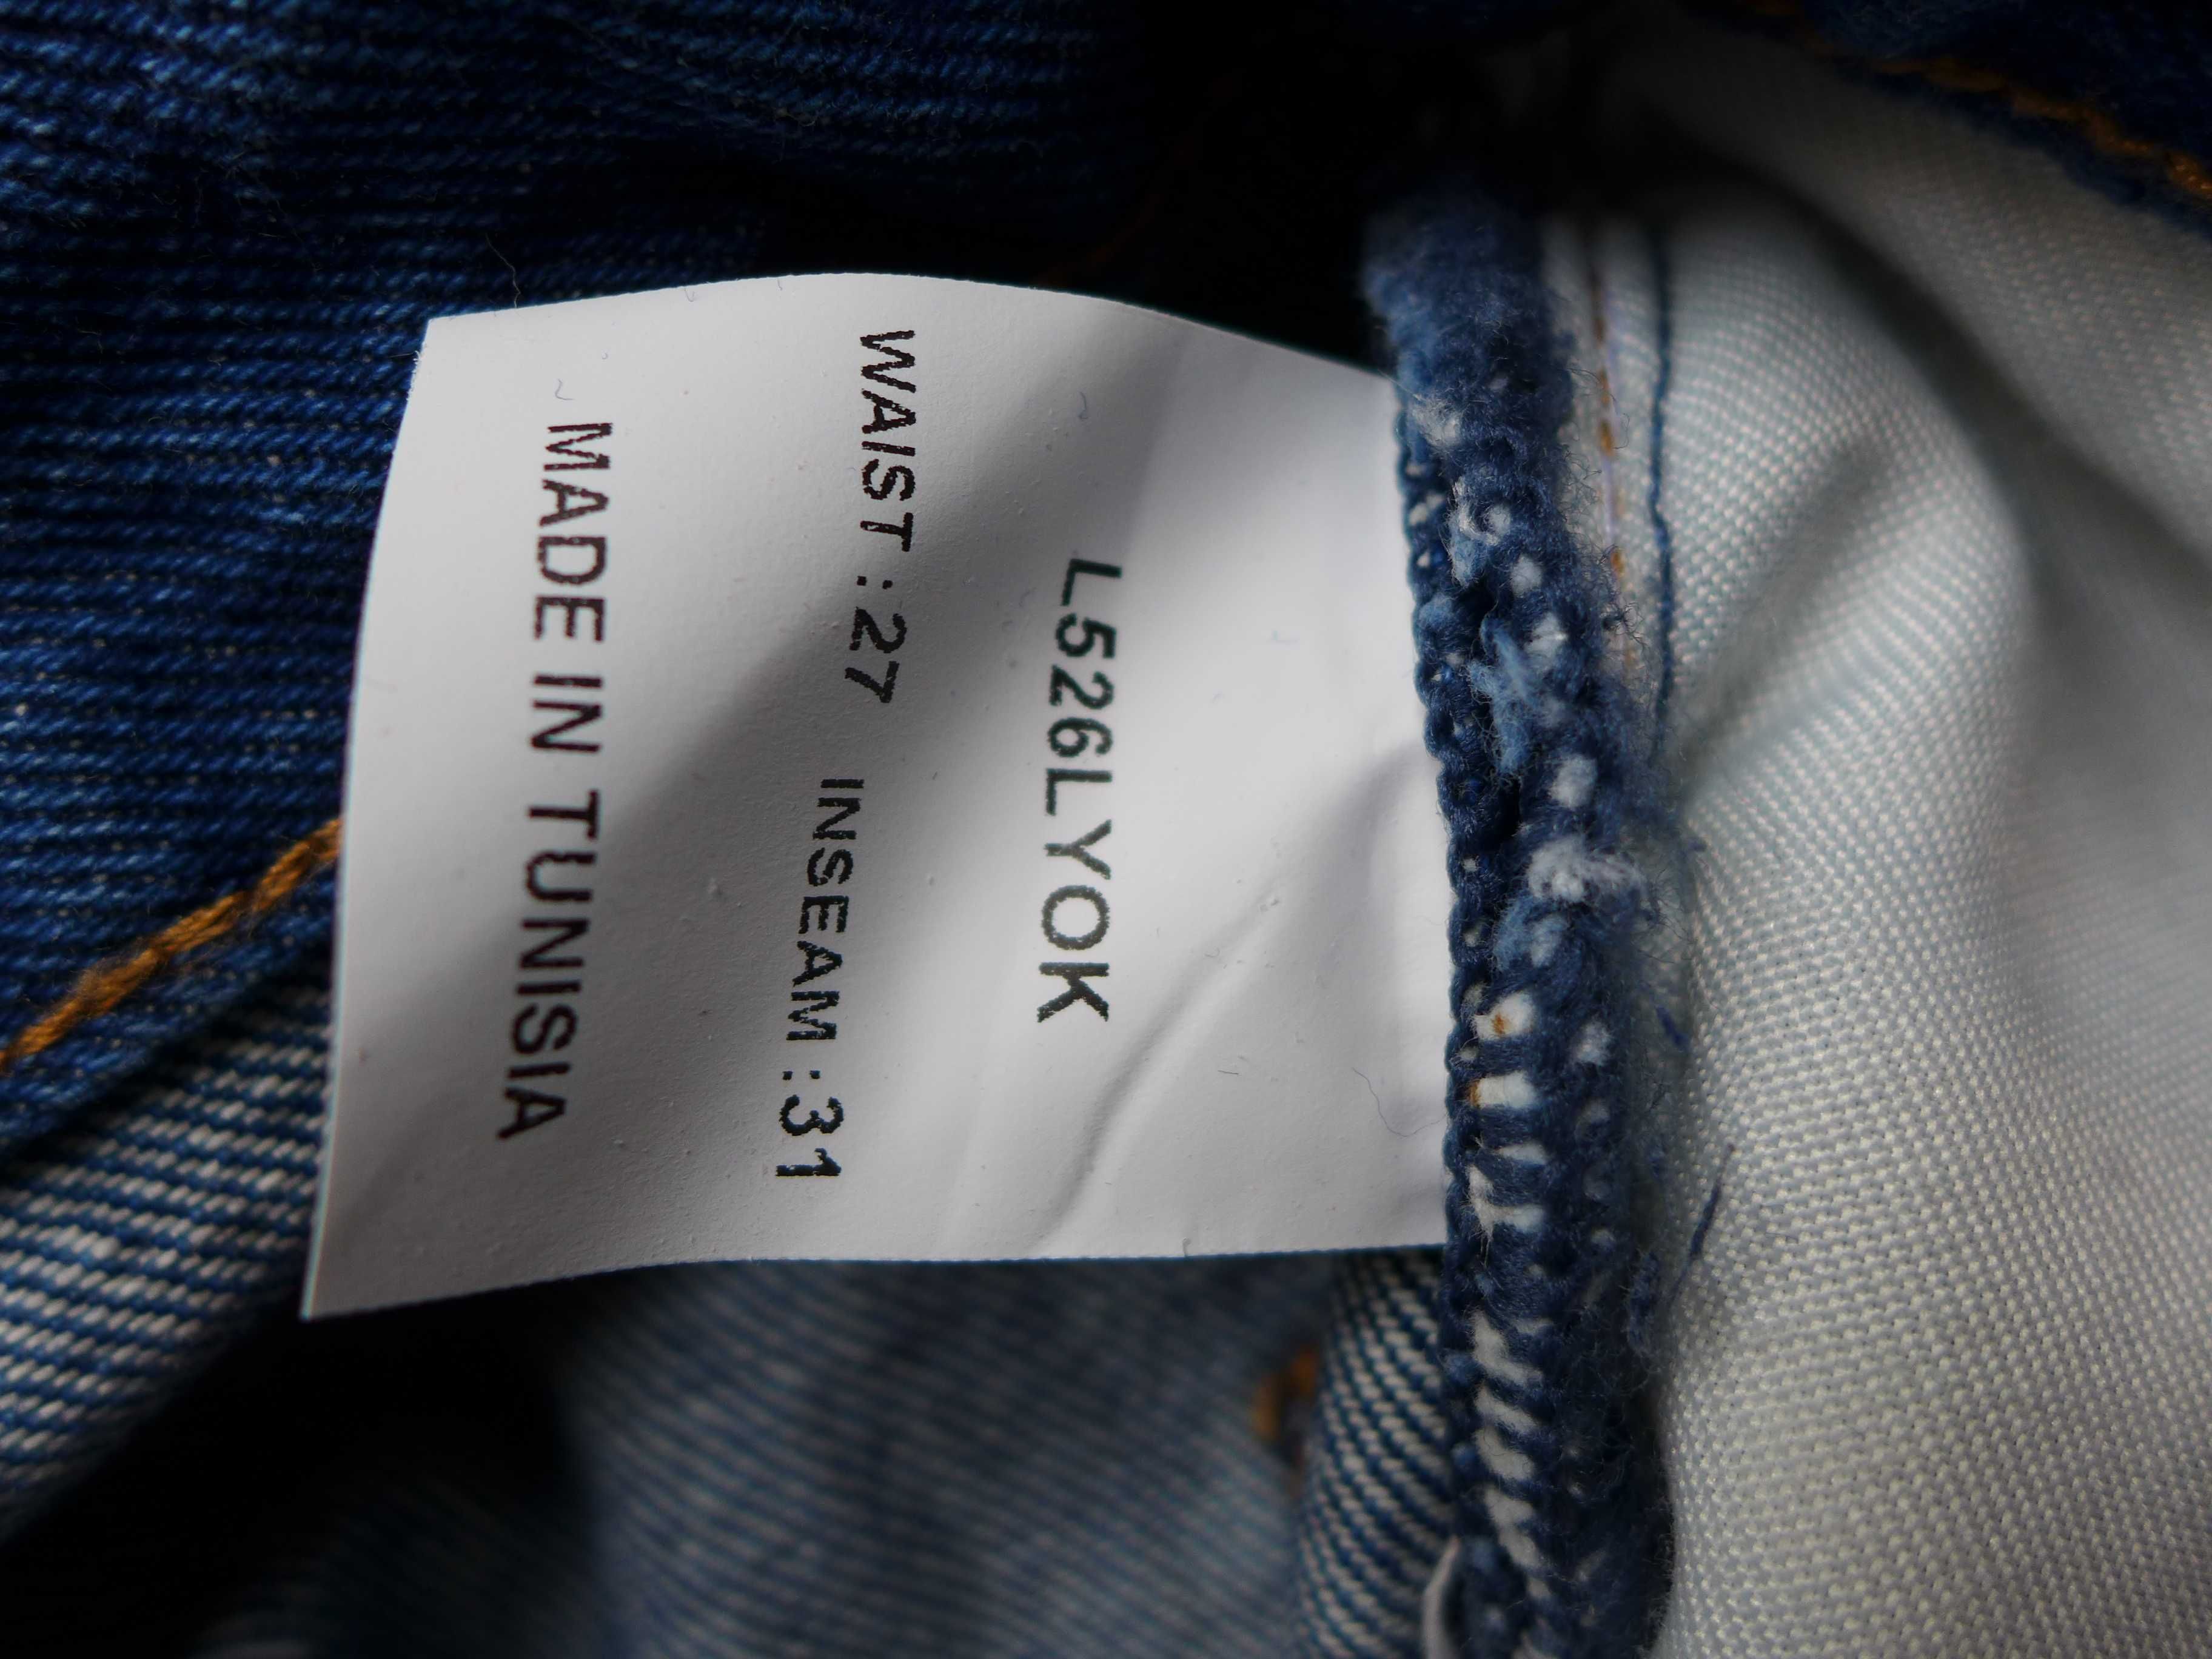 L526LYOK
WAIST : 27 INSEAM : 31
MADE IN TUNISIA